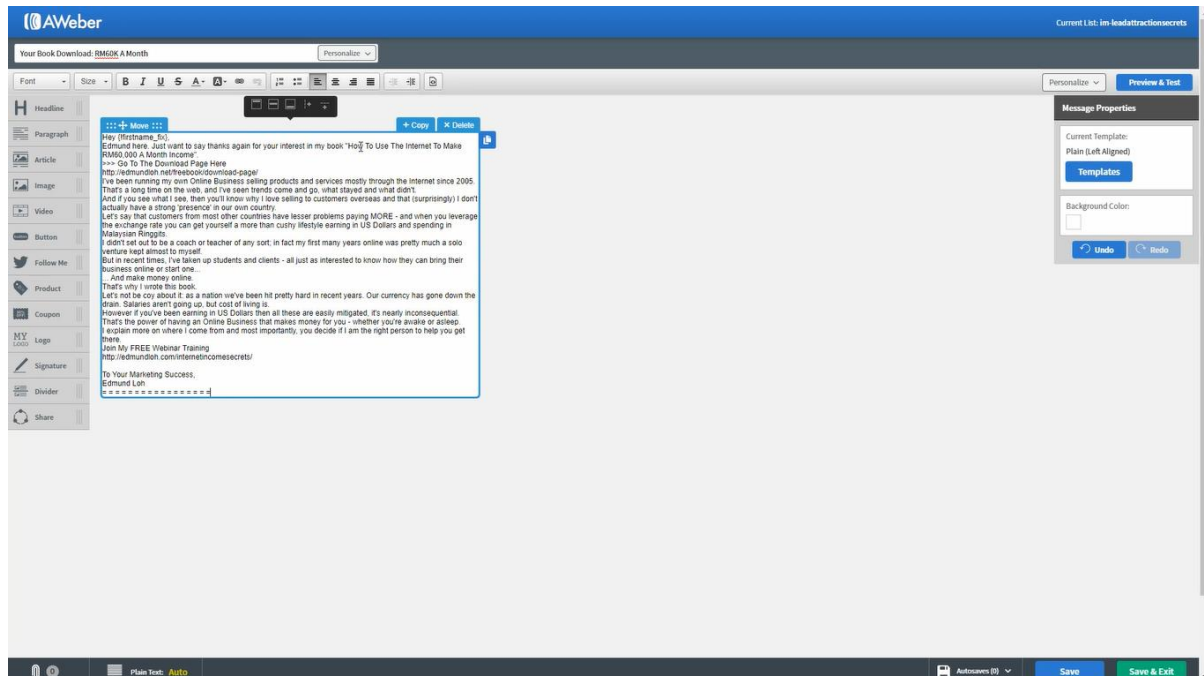 AWeber
Current List: im-leadattractionsecrets
Your Book Download: RM60K A Month
Personalize
Font
Size
B I U S A A
Personalize
Preview & Test
Headline
Paragraph
Article
Image
Video
Button
Follow Me
Product
Coupon
MY LOGO Logo
Signature
Divider
Share
Move
+ Copy
× Delete
Hey {!firstname_fix},
Edmund here. Just want to say thanks again for your interest in my book "How To Use The Internet To Make
RM60,000 A Month Income".
>>> Go To The Download Page Here
http://edmundloh.net/freebook/download-page/
I've been running my own Online Business selling products and services mostly through the Internet since 2005.
That's a long time on the web, and I've seen trends come and go, what stayed and what didn't.
And if you see what I see, then you'll know why I love selling to customers overseas and that (surprisingly) I don't
actually have a strong 'presence' in our own country.
Let's say that customers from most other countries have lesser problems paying MORE - and when you leverage
the exchange rate you can get yourself a more than cushy lifestyle earning in US Dollars and spending in
Malaysian Ringgits.
I didn't set out to be a coach or teacher of any sort; in fact my first many years online was pretty much a solo
venture kept almost to myself.
But in recent times, I've taken up students and clients - all just as interested to know how they can bring their
business online or start one...
... And make money online.
That's why I wrote this book.
Let's not be coy about it: as a nation we've been hit pretty hard in recent years. Our currency has gone down the
drain. Salaries aren't going up, but cost of living is.
However if you've been earning in US Dollars then all these are easily mitigated, it's nearly inconsequential.
That's the power of having an Online Business that makes money for you - whether you're awake or asleep.
I explain more on where I come from and most importantly, you decide if I am the right person to help you get
there.
Join My FREE Webinar Training
http://edmundloh.com/internetincomesecrets/
To Your Marketing Success,
Edmund Loh
= = = = = = = = = = = = = = = = =
Message Properties
Current Template:
Plain (Left Aligned)
Templates
Background Color:
Undo
Redo
0
Plain Text: Auto
Autosaves (0)
Save
Save & Exit